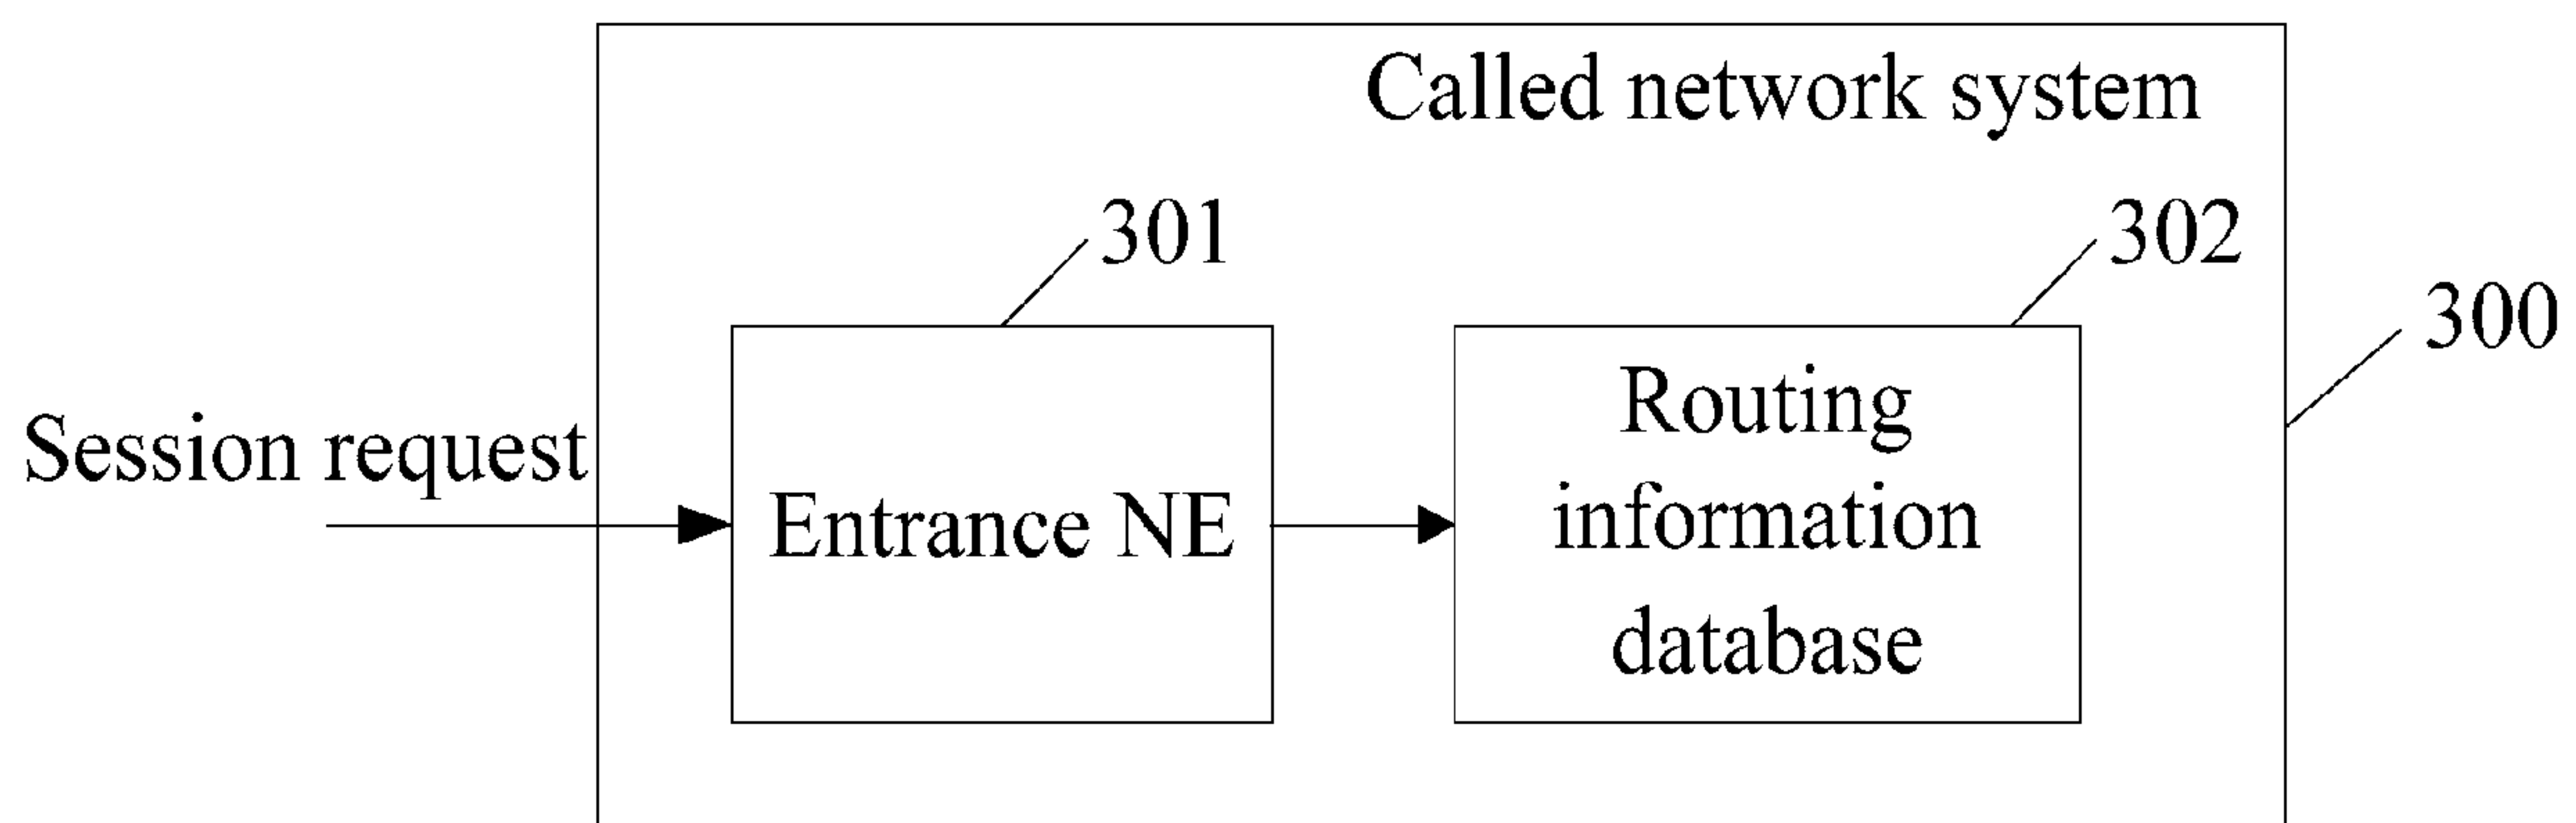 Called network system
301
302
300
Session request
Entrance NE
Routing
information
database